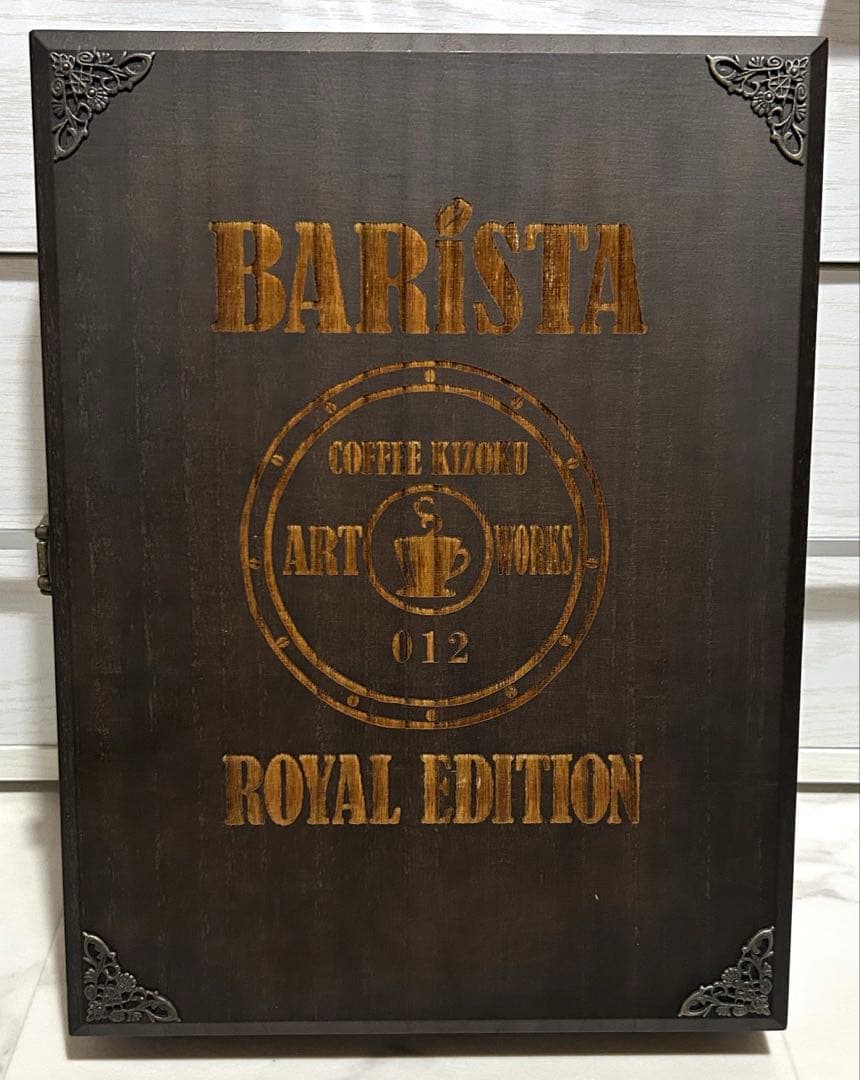 BARiSTA
COFFEE KIZOKU
ART WORKS
012
ROYAL EDITION